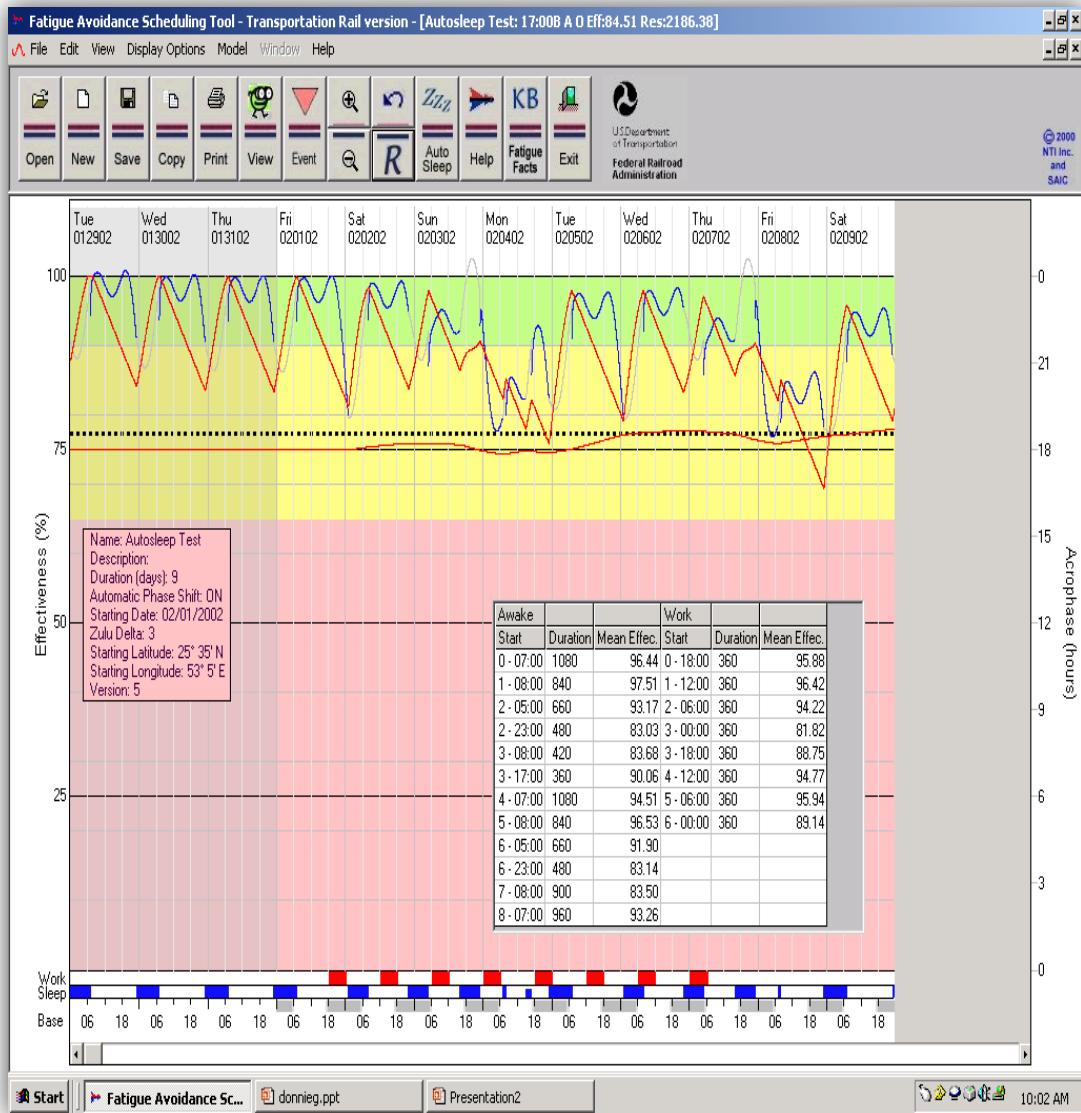 Fatigue Avoidance Scheduling Tool - Transportation Rail version - [Autosleep Test: 17:00B A O Eff:84.51 Res:2186.38]
File Edit View Display Options Model Window Help
Open New Save Copy Print View Event R Zzz Auto Sleep Help KB Fatigue Facts Exit
U.S.Department
of Transportation
Federal Railroad
Administration
© 2000
NTI Inc.
and
SAIC
Tue Wed Thu Fri Sat Sun Mon Tue Wed Thu Fri Sat
012902 013002 013102 020102 020202 020302 020402 020502 020602 020702 020802 020902
100 0
21
75 18
15
50 12
9
25 6
3
0
Effectiveness (%)
Acrophase (hours)
Name: Autosleep Test
Description:
Duration (days): 9
Automatic Phase Shift: ON
Starting Date: 02/01/2002
Zulu Delta: 3
Starting Latitude: 25° 35' N
Starting Longitude: 53° 5' E
Version: 5
Awake Work
Start Duration Mean Effec. Start Duration Mean Effec.
0 - 07:00 1080 96.44 0 - 18:00 360 95.88
1 - 08:00 840 97.51 1 - 12:00 360 96.42
2 - 05:00 660 93.17 2 - 06:00 360 94.22
2 - 23:00 480 83.03 3 - 00:00 360 81.82
3 - 08:00 420 83.68 3 - 18:00 360 88.75
3 - 17:00 360 90.06 4 - 12:00 360 94.77
4 - 07:00 1080 94.51 5 - 06:00 360 95.94
5 - 08:00 840 96.53 6 - 00:00 360 89.14
6 - 05:00 660 91.90
6 - 23:00 480 83.14
7 - 08:00 900 83.50
8 - 07:00 960 93.26
Work
Sleep
Base 06 18 06 18 06 18 06 18 06 18 06 18 06 18 06 18 06 18 06 18 06 18 06 18
Start Fatigue Avoidance Sc... donnieg.ppt Presentation2 10:02 AM